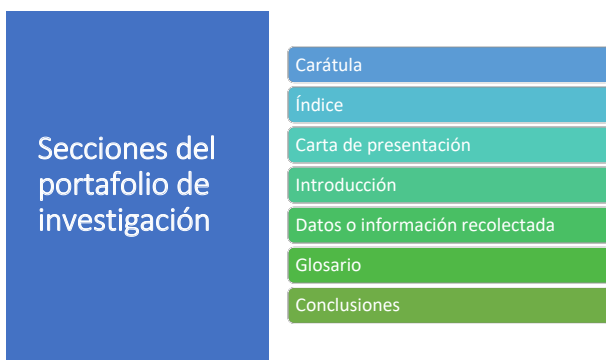 Secciones del
portafolio de
investigación
Carátula
Índice
Carta de presentación
Introducción
Datos o información recolectada
Glosario
Conclusiones